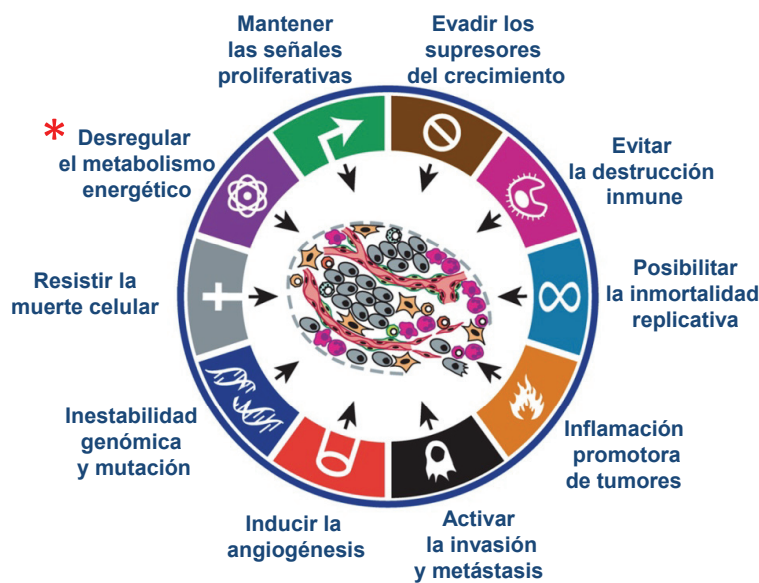 Mantener
las señales
proliferativas
Evadir los
supresores
del crecimiento
* Desregular
el metabolismo
energético
Evitar
la destrucción
inmune
Resistir la
muerte celular
Posibilitar
la inmortalidad
replicativa
Inestabilidad
genómica
y mutación
Inflamación
promotora
de tumores
Inducir la
angiogénesis
Activar
la invasión
y metástasis